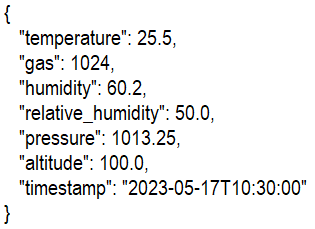 {
"temperature": 25.5,
"gas": 1024,
"humidity": 60.2,
"relative_humidity": 50.0,
"pressure": 1013.25,
"altitude": 100.0,
"timestamp": "2023-05-17T10:30:00"
}